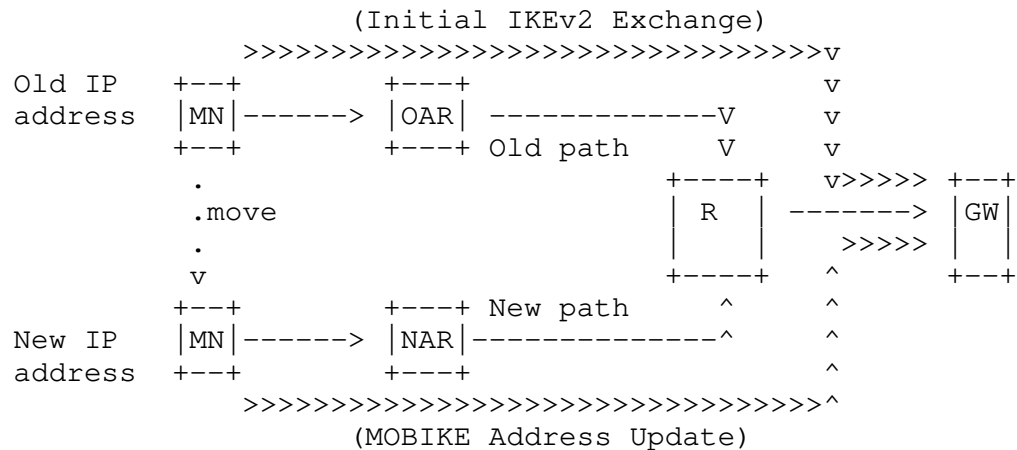 (Initial IKEv2 Exchange)
                >>>>>>>>>>>>>>>>>>>>>>>>>>>>>>>>>>>>>>>v
Old IP     +--+          +---+                         v
address    |MN|------>   |OAR| -------------V          v
           +--+          +---+ Old path     V          v
            .                            +----+    v>>>>> +--+
            .move                        | R  | -------> |GW|
            .                            |    |    >>>>> |  |
            v                            +----+    ^     +--+
           +--+          +---+ New path     ^          ^
New IP     |MN|------>   |NAR|--------------^          ^
address    +--+          +---+                         ^
                >>>>>>>>>>>>>>>>>>>>>>>>>>>>>>>>>>>>>>>^
                       (MOBIKE Address Update)